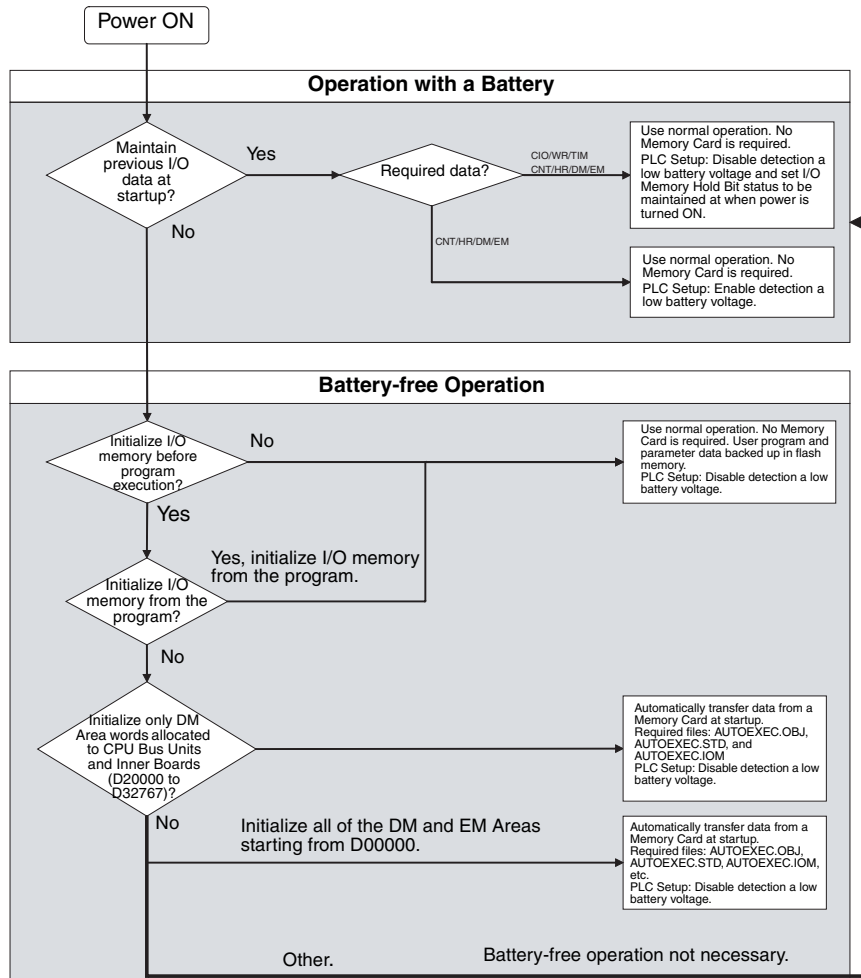 Power ON
Operation with a Battery
Maintain
previous I/O
data at
startup?
Yes
No
Required data?
CIO/WR/TIM
CNT/HR/DM/EM
CNT/HR/DM/EM
Use normal operation. No
Memory Card is required.
PLC Setup: Disable detection a
low battery voltage and set I/O
Memory Hold Bit status to be
maintained at when power is
turned ON.
Use normal operation. No
Memory Card is required.
PLC Setup: Enable detection a
low battery voltage.
Battery-free Operation
Initialize I/O
memory before
program
execution?
No
Yes
Use normal operation. No Memory
Card is required. User program and
parameter data backed up in flash
memory.
PLC Setup: Disable detection a low
battery voltage.
Yes, initialize I/O memory
from the program.
Initialize I/O
memory from the
program?
No
Initialize only DM
Area words allocated
to CPU Bus Units
and Inner Boards
(D20000 to
D32767)?
Automatically transfer data from a
Memory Card at startup.
Required files: AUTOEXEC.OBJ,
AUTOEXEC.STD, and
AUTOEXEC.IOM
PLC Setup: Disable detection a low
battery voltage.
No
Initialize all of the DM and EM Areas
starting from D00000.
Automatically transfer data from a
Memory Card at startup.
Required files: AUTOEXEC.OBJ,
AUTOEXEC.STD, AUTOEXEC.IOM,
etc.
PLC Setup: Disable detection a low
battery voltage.
Other.
Battery-free operation not necessary.